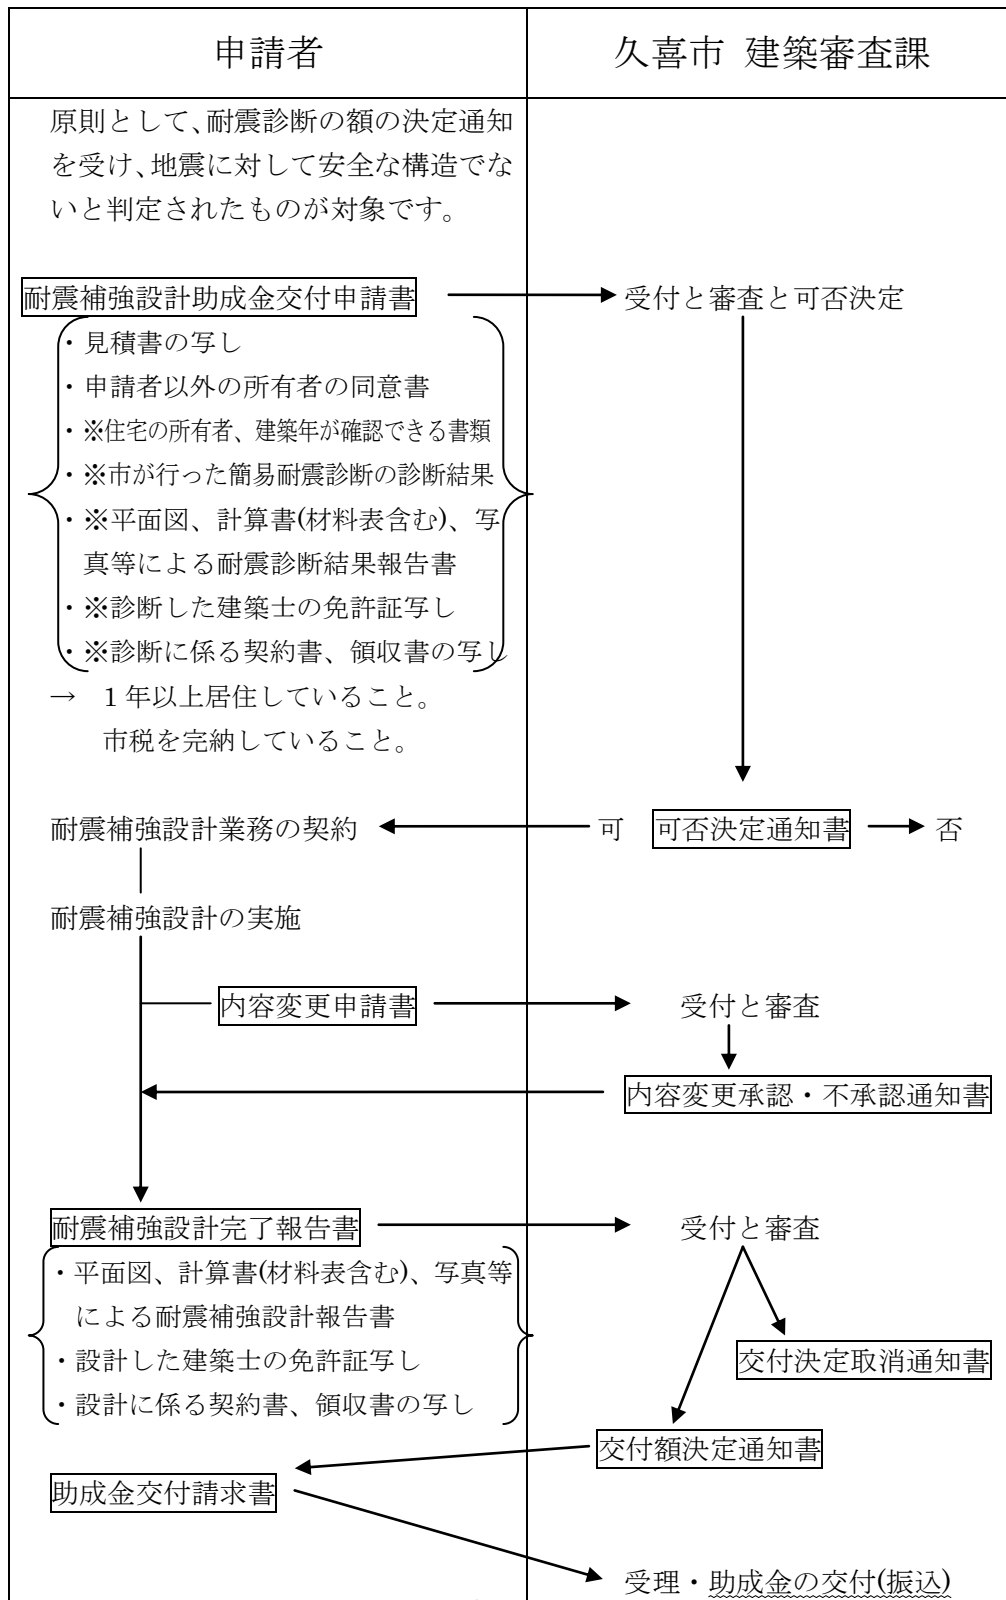 申請者
久喜市 建築審査課
原則として、耐震診断の額の決定通知
を受け、地震に対して安全な構造でな
いと判定されたものが対象です。
耐震補強設計助成金交付申請書
受付と審査と可否決定
・見積書の写し
・申請者以外の所有者の同意書
・※住宅の所有者、建築年が確認できる書類
・※市が行った簡易耐震診断の診断結果
・※平面図、計算書(材料表含む)、写
真等による耐震診断結果報告書
・※診断した建築士の免許証写し
・※診断に係る契約書、領収書の写し
→ 1年以上居住していること。
市税を完納していること。
耐震補強設計業務の契約
可 可否決定通知書 否
耐震補強設計の実施
内容変更申請書
受付と審査
内容変更承認・不承認通知書
耐震補強設計完了報告書
受付と審査
・平面図、計算書(材料表含む)、写真等
による耐震補強設計報告書
・設計した建築士の免許証写し
・設計に係る契約書、領収書の写し
交付決定取消通知書
交付額決定通知書
助成金交付請求書
受理・助成金の交付(振込)